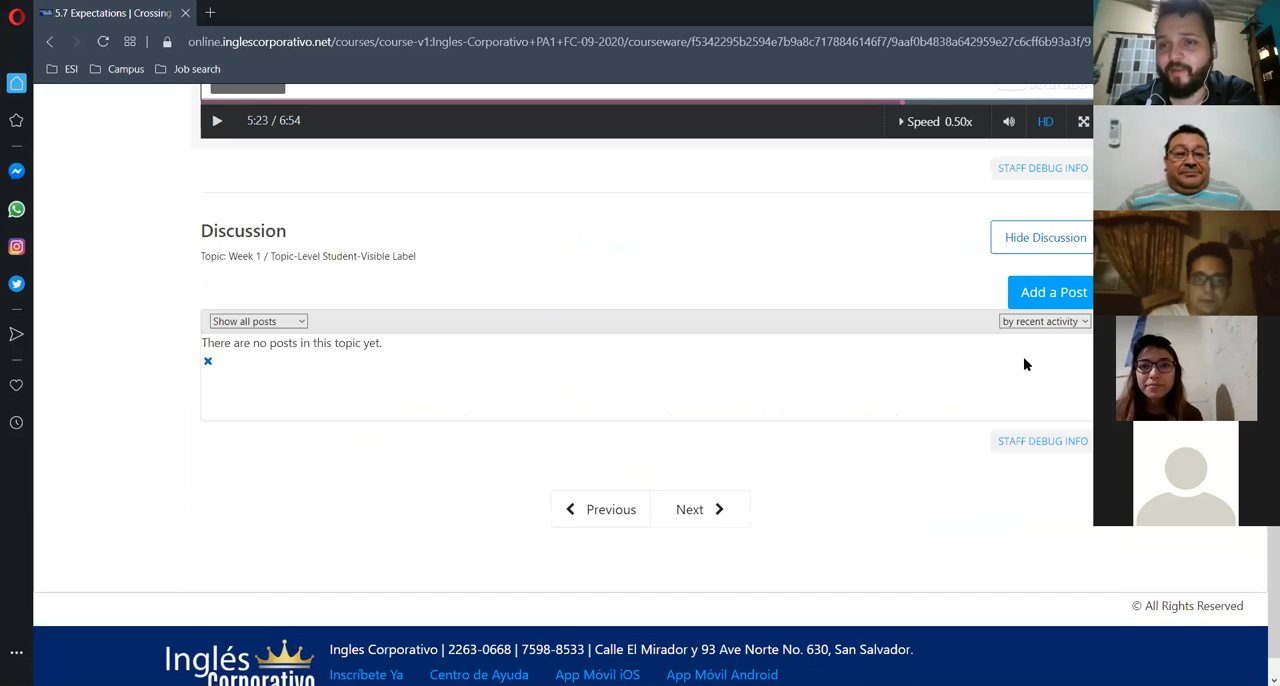 5.7 Expectations | Crossing
online.inglescorporativo.net/courses/course-v1:Ingles-Corporativo+PA1+FC-09-2020/courseware/f5342295b2594e7b9a8c7178846146f7/9aaf0b4838a642959e27c6cff6b93a3f/9
ESI Campus Job search
5:23 / 6:54 Speed 0.50x HD
STAFF DEBUG INFO
Discussion
Hide Discussion
Topic: Week 1 / Topic-Level Student-Visible Label
Add a Post
Show all posts by recent activity
There are no posts in this topic yet.
STAFF DEBUG INFO
Previous Next
© All Rights Reserved
Inglés Corporativo
Ingles Corporativo | 2263-0668 | 7598-8533 | Calle El Mirador y 93 Ave Norte No. 630, San Salvador.
Inscríbete Ya Centro de Ayuda App Móvil iOS App Móvil Android